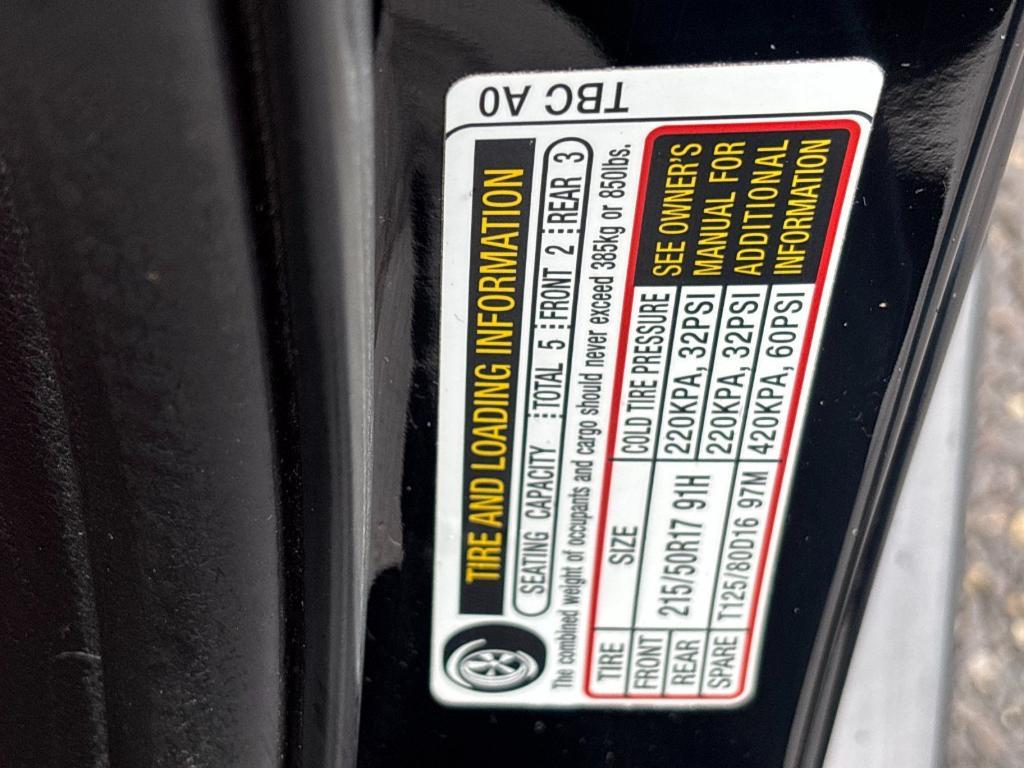 TIRE AND LOADING INFORMATION
SEATING CAPACITY TOTAL 5 FRONT 2 REAR 3
The combined weight of occupants and cargo should never exceed 385kg or 850lbs.
TIRE SIZE COLD TIRE PRESSURE
FRONT 215/50R17 91H 220KPA, 32PSI
REAR 220KPA, 32PSI
SPARE T125/80D16 97M 420KPA, 60PSI
SEE OWNER'S
MANUAL FOR
ADDITIONAL
INFORMATION
TBC A0